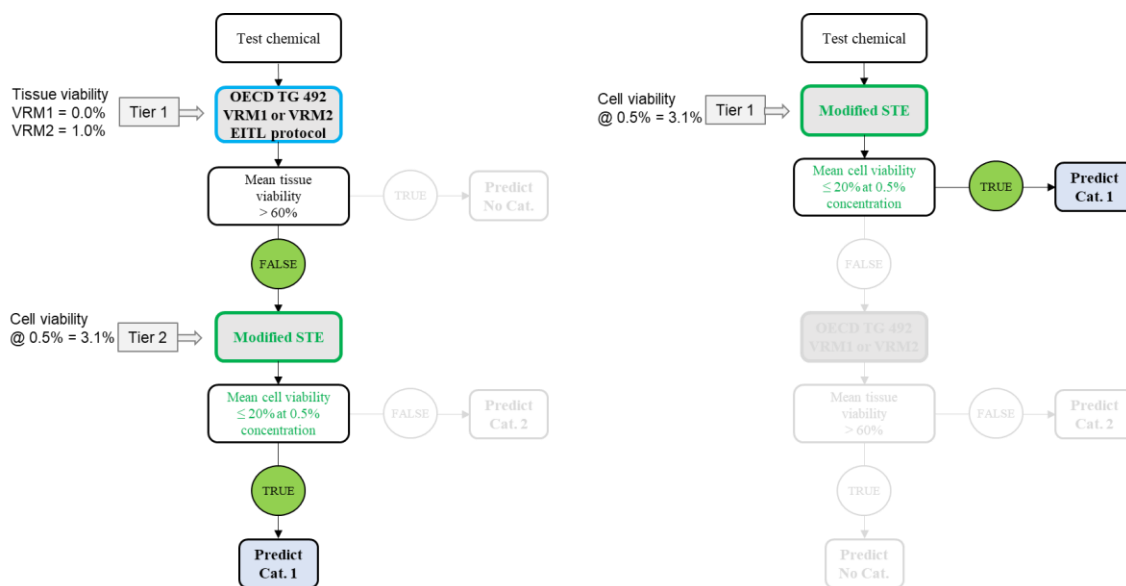 Test chemical
Tissue viability
VRM1 = 0.0%
VRM2 = 1.0%
Tier 1
OECD TG 492
VRM1 or VRM2
EITL protocol
Mean tissue
viability
> 60%
TRUE
Predict
No Cat.
FALSE
Cell viability
@ 0.5% = 3.1%
Tier 2
Modified STE
Mean cell viability
≤ 20% at 0.5%
concentration
FALSE
Predict
Cat. 2
TRUE
Predict
Cat. 1
Test chemical
Cell viability
@ 0.5% = 3.1%
Tier 1
Modified STE
Mean cell viability
≤ 20% at 0.5%
concentration
TRUE
Predict
Cat. 1
FALSE
OECD TG 492
VRM1 or VRM2
Mean tissue
viability
> 60%
FALSE
Predict
Cat. 2
TRUE
Predict
No Cat.